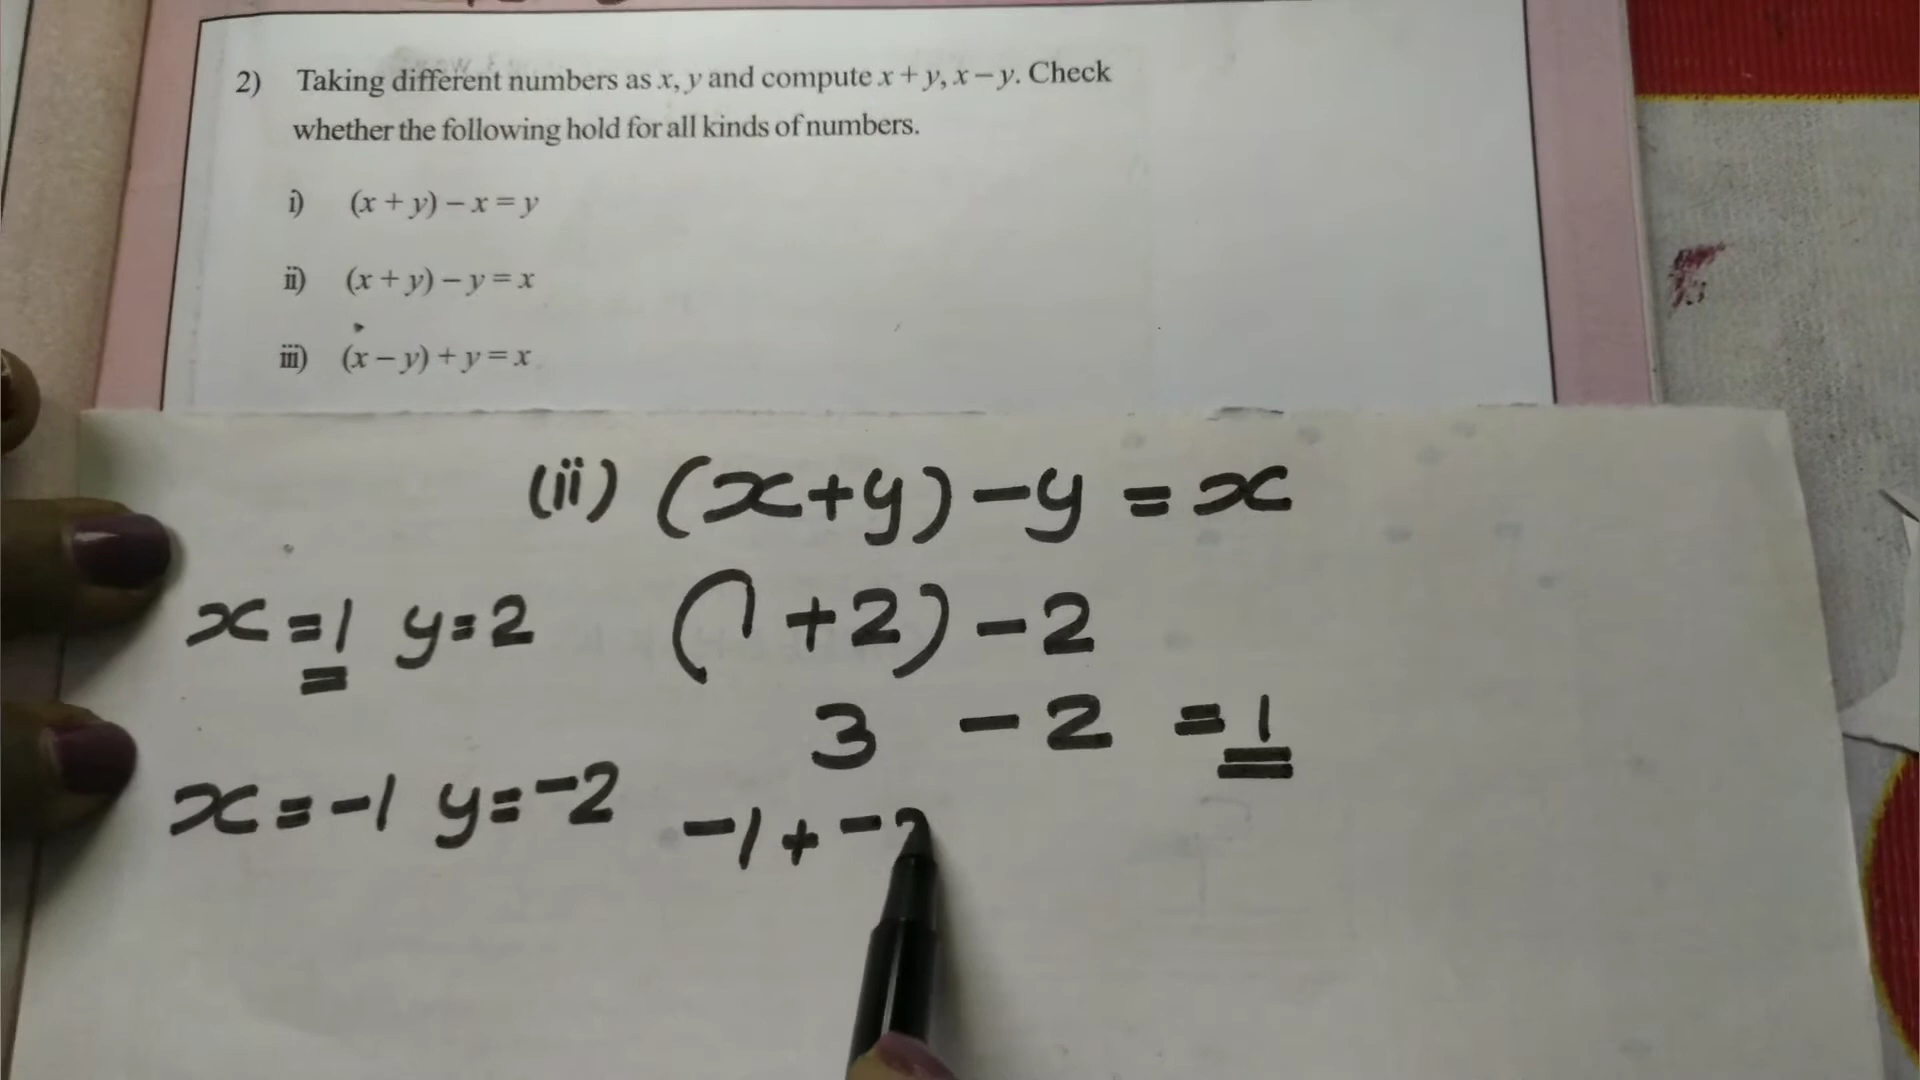 2) Taking different numbers as x, y and compute x + y, x – y. Check
whether the following hold for all kinds of numbers.
i) (x + y) – x = y
ii) (x + y) – y = x
iii) (x – y) + y = x
(ii) (x+y) -y = x
x = 1 y=2 (1 +2) - 2
3 - 2 = 1
x = -1 y = -2 -1 + -2